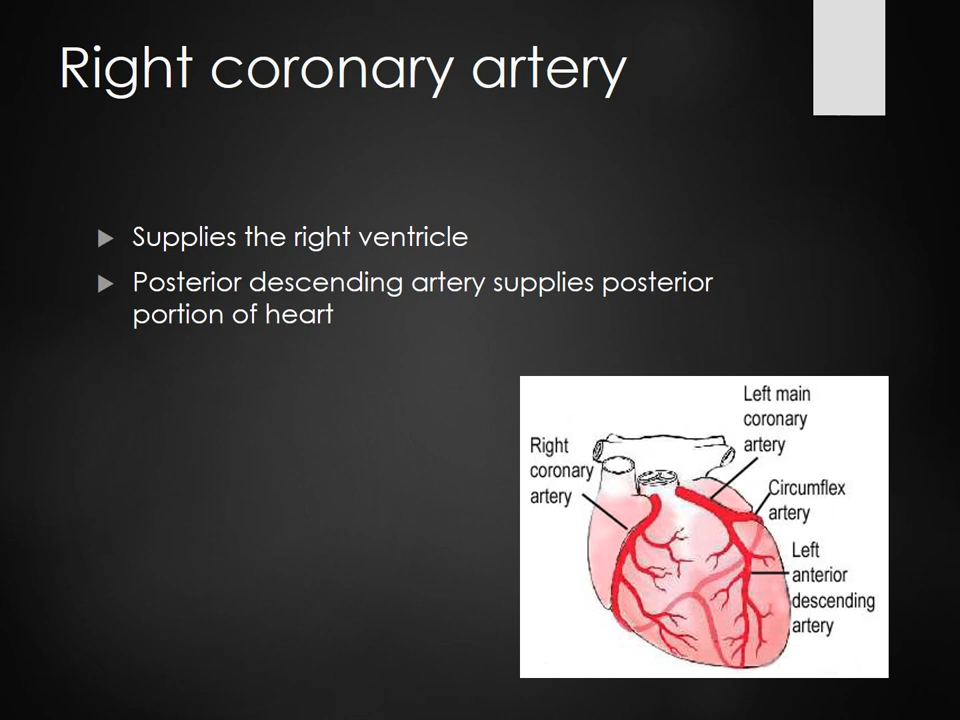 Right coronary artery
Supplies the right ventricle
Posterior descending artery supplies posterior
portion of heart
Left main
coronary
artery
Right
coronary
artery
Circumflex
artery
Left
anterior
descending
artery